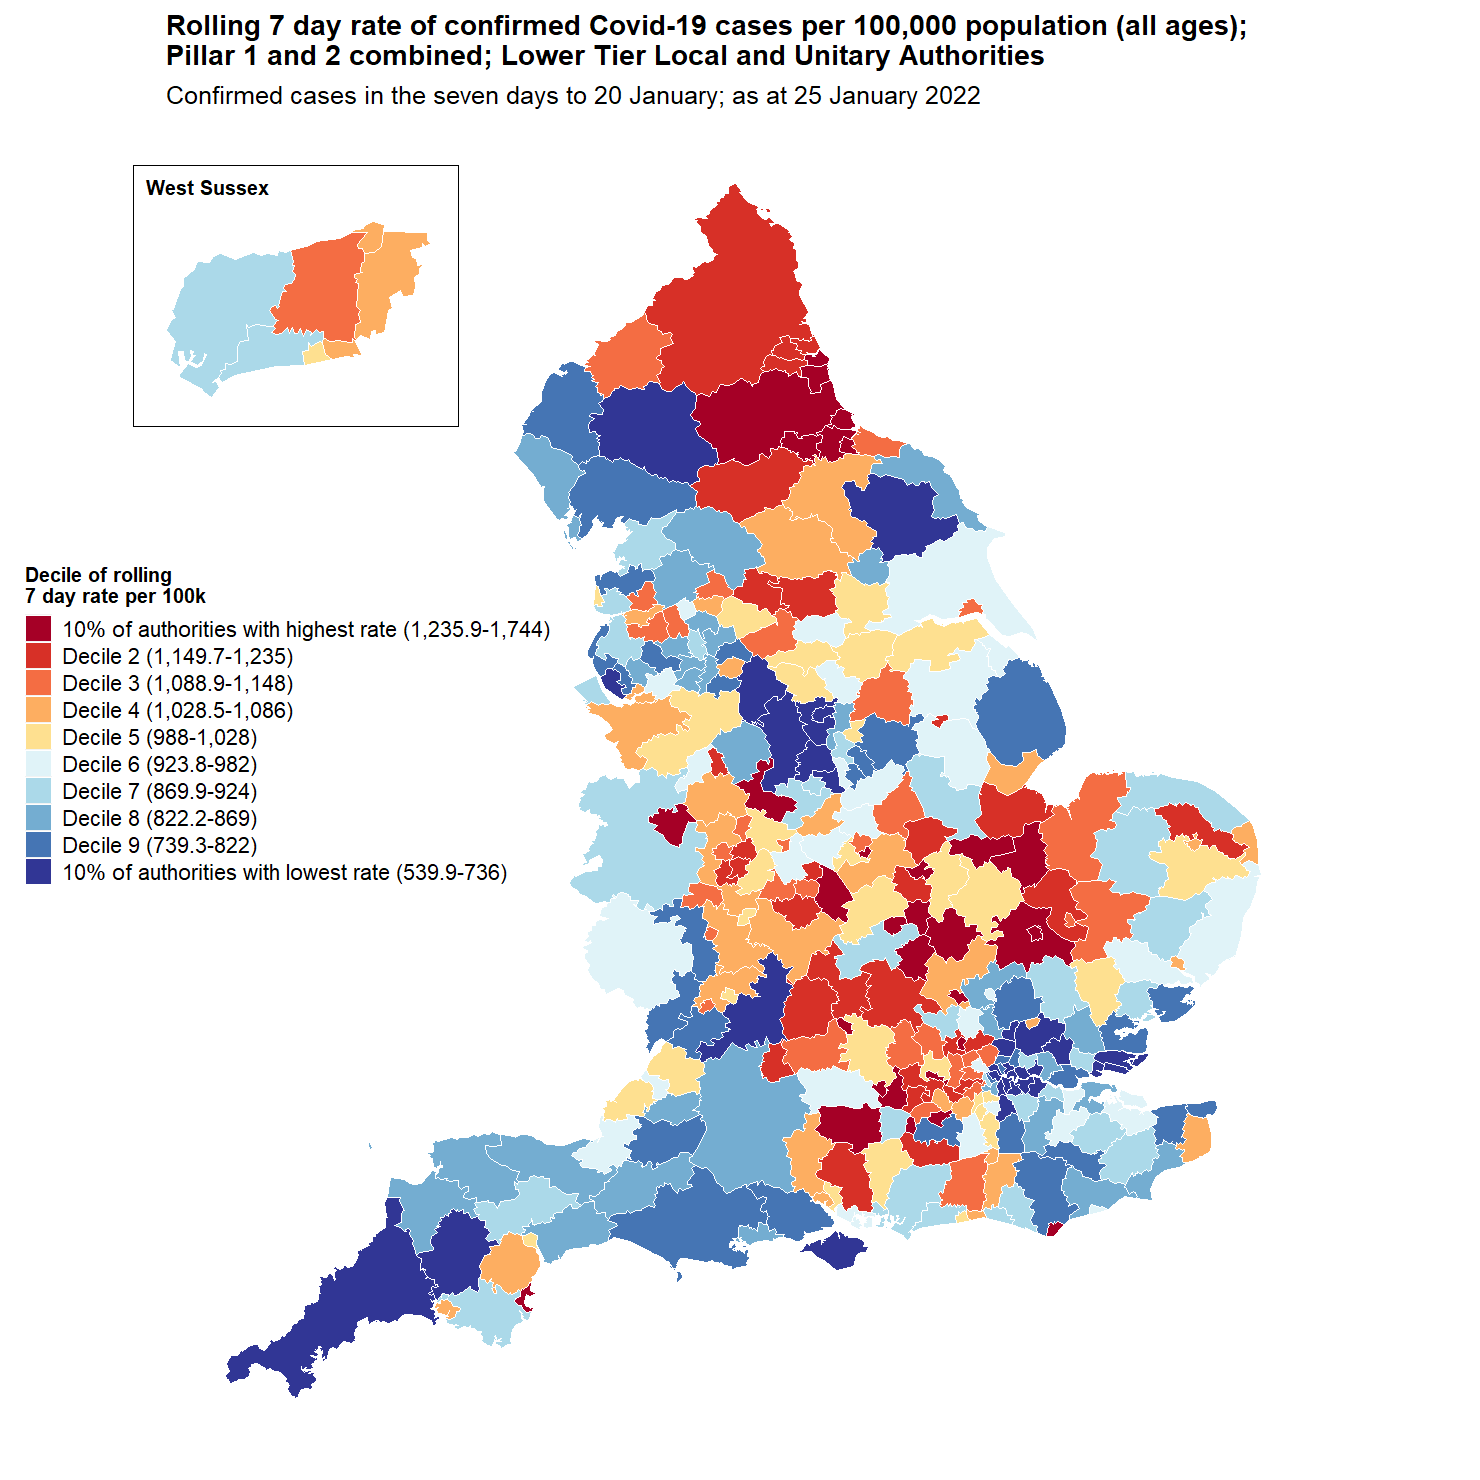 Rolling 7 day rate of confirmed Covid-19 cases per 100,000 population (all ages);
Pillar 1 and 2 combined; Lower Tier Local and Unitary Authorities
Confirmed cases in the seven days to 20 January; as at 25 January 2022
West Sussex
Decile of rolling
7 day rate per 100k
10% of authorities with highest rate (1,235.9-1,744)
Decile 2 (1,149.7-1,235)
Decile 3 (1,088.9-1,148)
Decile 4 (1,028.5-1,086)
Decile 5 (988-1,028)
Decile 6 (923.8-982)
Decile 7 (869.9-924)
Decile 8 (822.2-869)
Decile 9 (739.3-822)
10% of authorities with lowest rate (539.9-736)